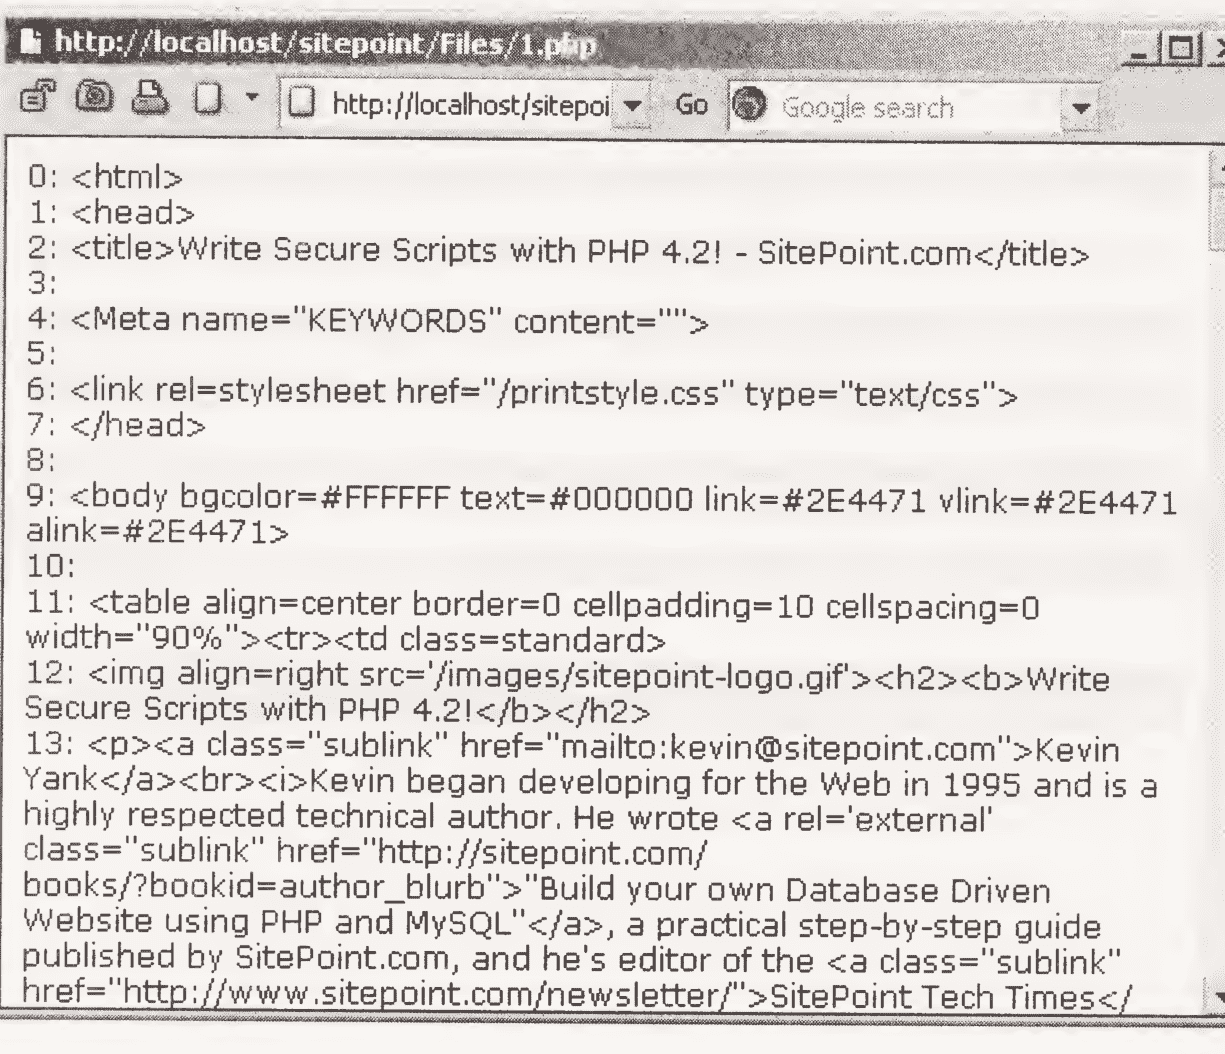 http://localhost/sitepoint/Files/1.php
http://localhost/sitepoi Go Google search
0: <html>
1: <head>
2: <title>Write Secure Scripts with PHP 4.2! - SitePoint.com</title>
3:
4: <Meta name="KEYWORDS" content="">
5:
6: <link rel=stylesheet href="/printstyle.css" type="text/css">
7: </head>
8:
9: <body bgcolor=#FFFFFF text=#000000 link=#2E4471 vlink=#2E4471
alink=#2E4471>
10:
11: <table align=center border=0 cellpadding=10 cellspacing=0
width="90%"><tr><td class=standard>
12: <img align=right src='/images/sitepoint-logo.gif'><h2><b>Write
Secure Scripts with PHP 4.2!</b></h2>
13: <p><a class="sublink" href="mailto:kevin@sitepoint.com">Kevin
Yank</a><br><i>Kevin began developing for the Web in 1995 and is a
highly respected technical author. He wrote <a rel='external'
class="sublink" href="http://sitepoint.com/
books/?bookid=author_blurb">"Build your own Database Driven
Website using PHP and MySQL"</a>, a practical step-by-step guide
published by SitePoint.com, and he's editor of the <a class="sublink"
href="http://www.sitepoint.com/newsletter/">SitePoint Tech Times</